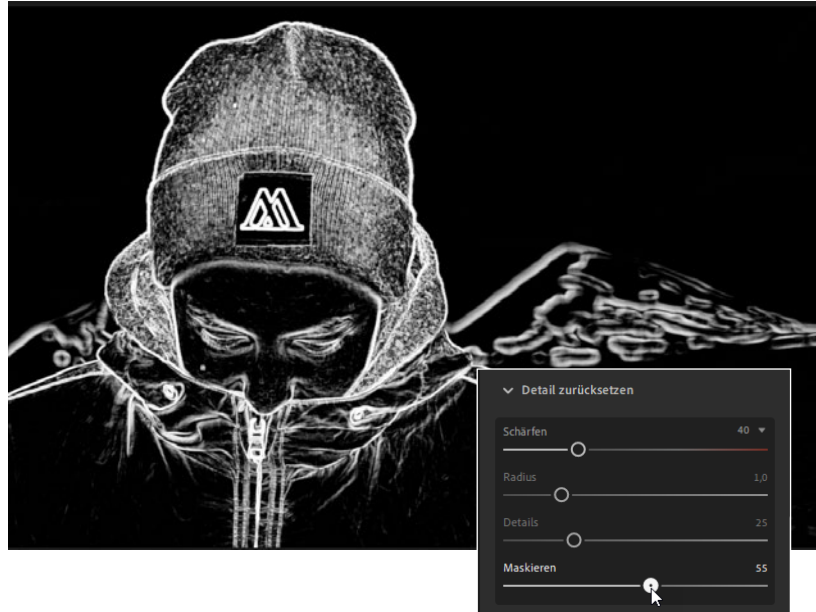 Detail zurücksetzen
Schärfen 40
Radius 1,0
Details 25
Maskieren 55